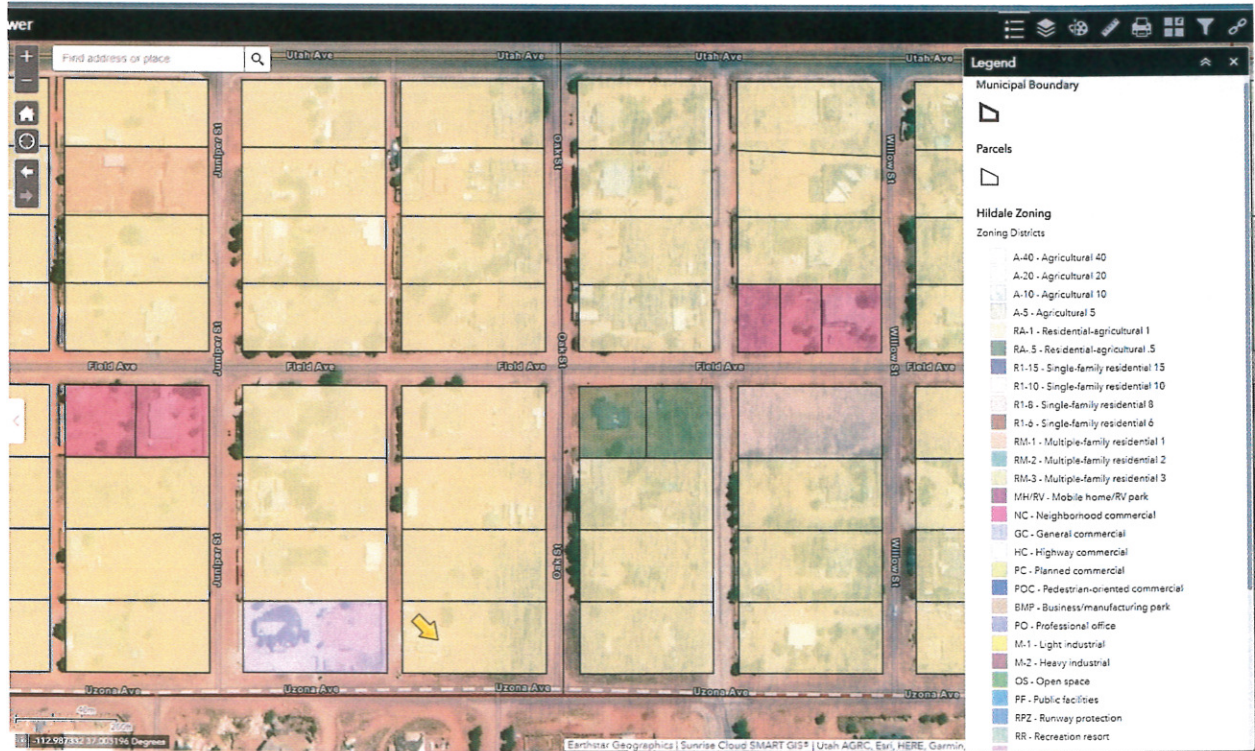 wer
Find address or place
Utah Ave Utah Ave Utah Ave Utah Ave
Juniper St
Oak St
Willow St
Field Ave Field Ave Field Ave Field Ave
Juniper St
Oak St
Willow St
Juniper St
Oak St
Willow St
Uzona Ave Uzona Ave Uzona Ave Uzona Ave
-112.987332 37.003196 Degrees
Earthstar Geographics | Sunrise Cloud SMART GIS® | Utah AGRC, Esri, HERE, Garmin,
Legend
Municipal Boundary
Parcels
Hildale Zoning
Zoning Districts
A-40 - Agricultural 40
A-20 - Agricultural 20
A-10 - Agricultural 10
A-5 - Agricultural 5
RA-1 - Residential-agricultural 1
RA-.5 - Residential-agricultural .5
R1-15 - Single-family residential 15
R1-10 - Single-family residential 10
R1-8 - Single-family residential 8
R1-6 - Single-family residential 6
RM-1 - Multiple-family residential 1
RM-2 - Multiple-family residential 2
RM-3 - Multiple-family residential 3
MH/RV - Mobile home/RV park
NC - Neighborhood commercial
GC - General commercial
HC - Highway commercial
PC - Planned commercial
POC - Pedestrian-oriented commercial
BMP - Business/manufacturing park
PO - Professional office
M-1 - Light industrial
M-2 - Heavy industrial
OS - Open space
PF - Public facilities
RPZ - Runway protection
RR - Recreation resort